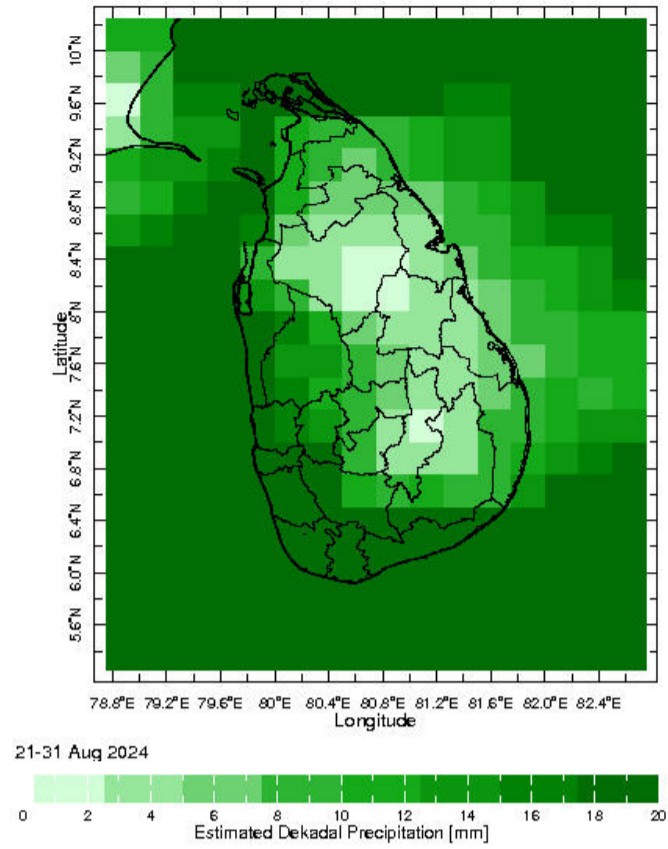 10°N
9.6°N
9.2°N
8.8°N
8.4°N
8°N
7.6°N
7.2°N
6.8°N
6.4°N
6.0°N
5.6°N
Latitude
78.8°E 79.2°E 79.6°E 80°E 80.4°E 80.8°E 81.2°E 81.6°E 82.0°E 82.4°E
Longitude
21-31 Aug 2024
0 2 4 6 8 10 12 14 16 18 20
Estimated Dekadal Precipitation [mm]